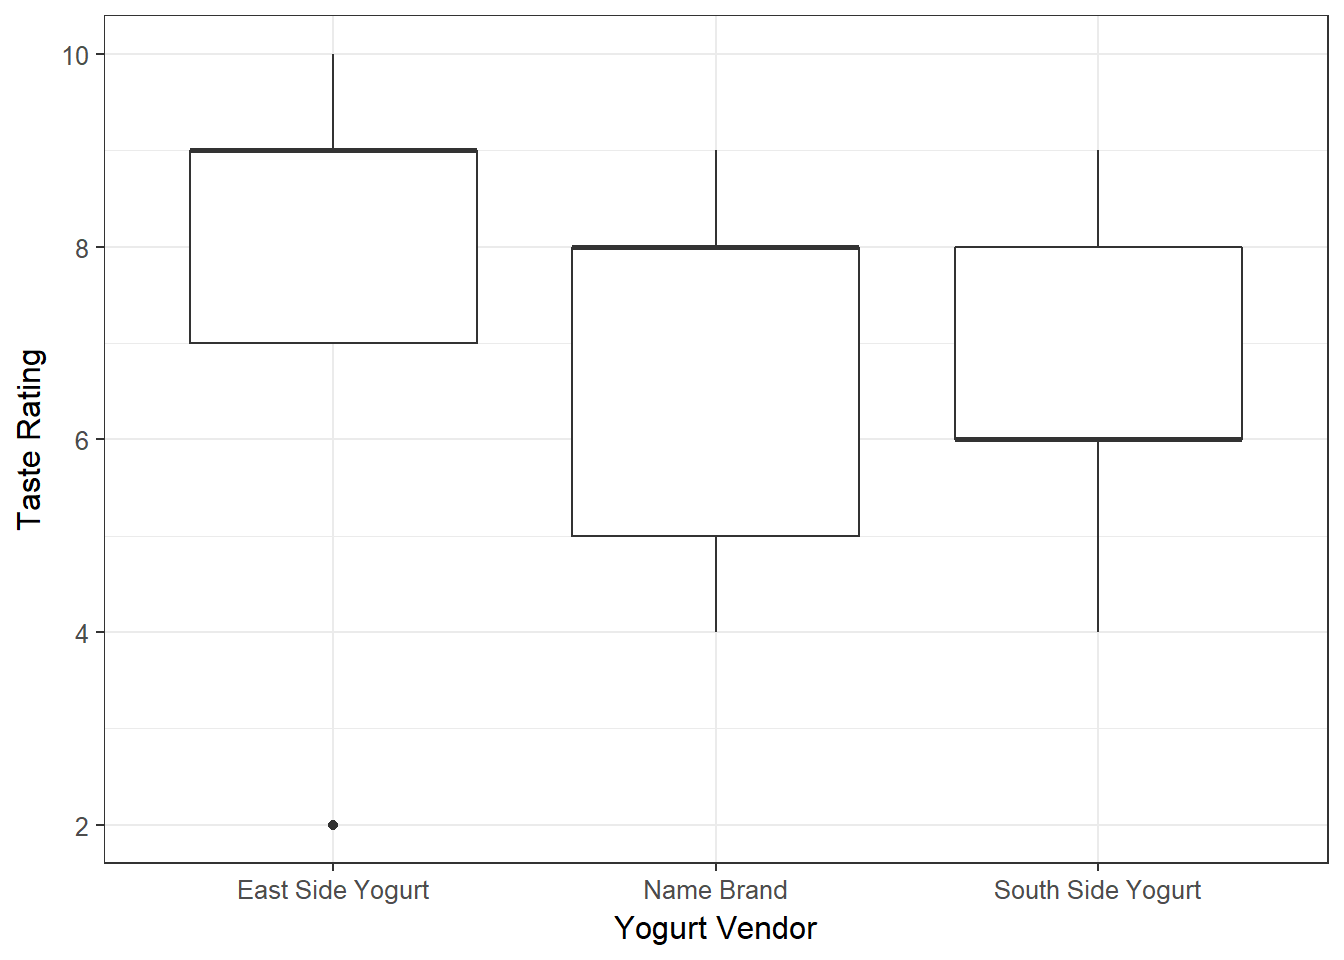 10
8
6
4
2
Taste Rating
East Side Yogurt
Name Brand
South Side Yogurt
Yogurt Vendor